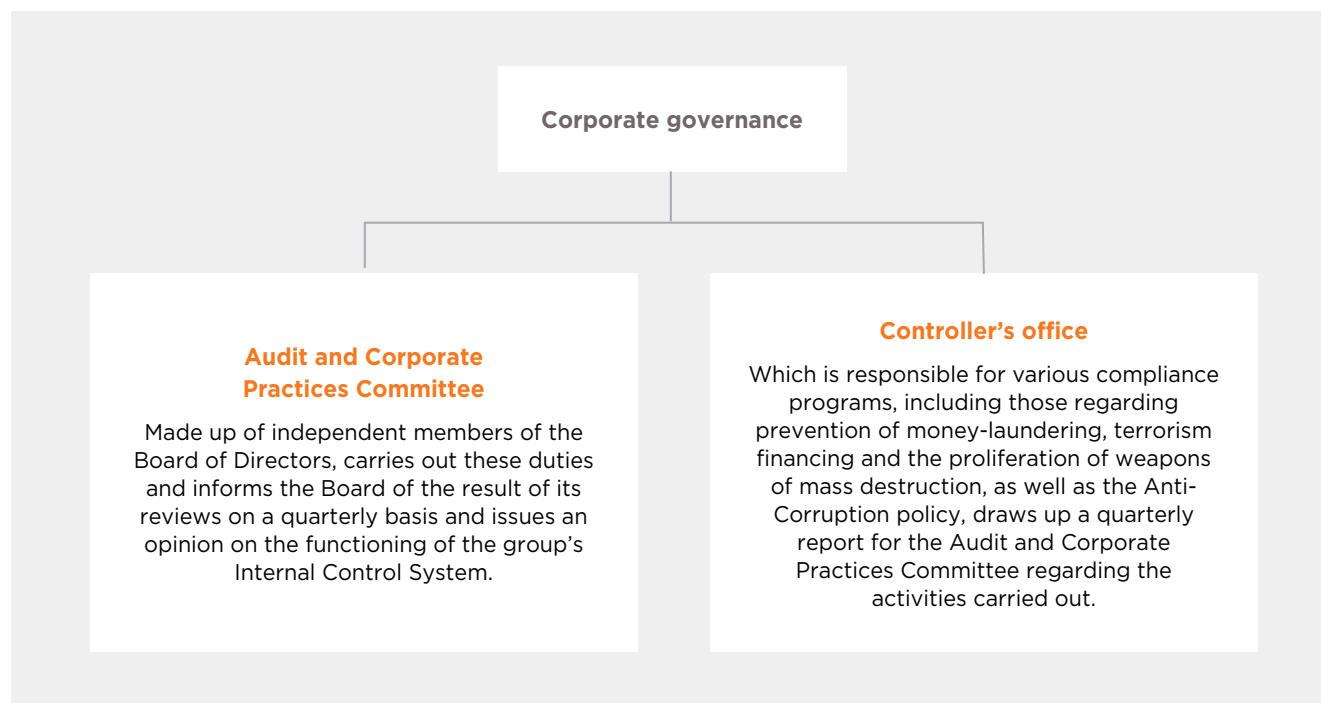 Corporate governance
Audit and Corporate
Practices Committee
Made up of independent members of the
Board of Directors, carries out these duties
and informs the Board of the result of its
reviews on a quarterly basis and issues an
opinion on the functioning of the group’s
Internal Control System.
Controller’s office
Which is responsible for various compliance
programs, including those regarding
prevention of money-laundering, terrorism
financing and the proliferation of weapons
of mass destruction, as well as the Anti-
Corruption policy, draws up a quarterly
report for the Audit and Corporate
Practices Committee regarding the
activities carried out.